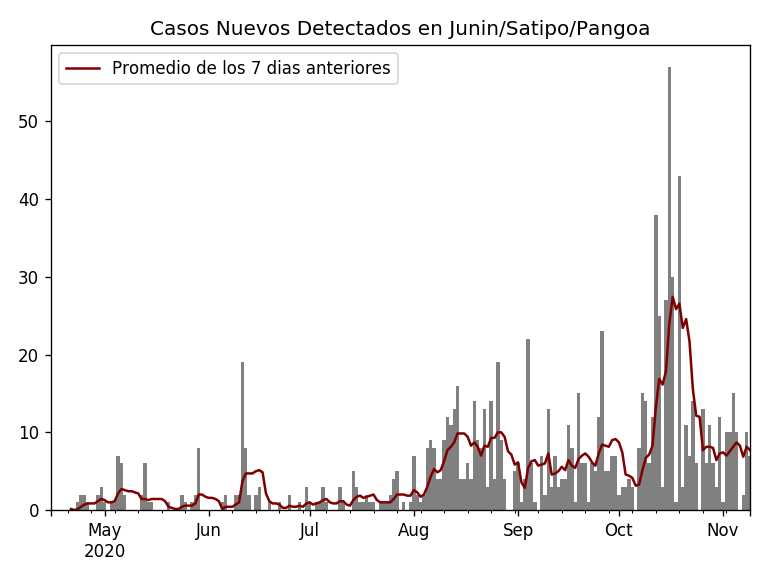 Casos Nuevos Detectados en Junin/Satipo/Pangoa
Promedio de los 7 dias anteriores
50
40
30
20
10
0
May Jun Jul Aug Sep Oct Nov
2020